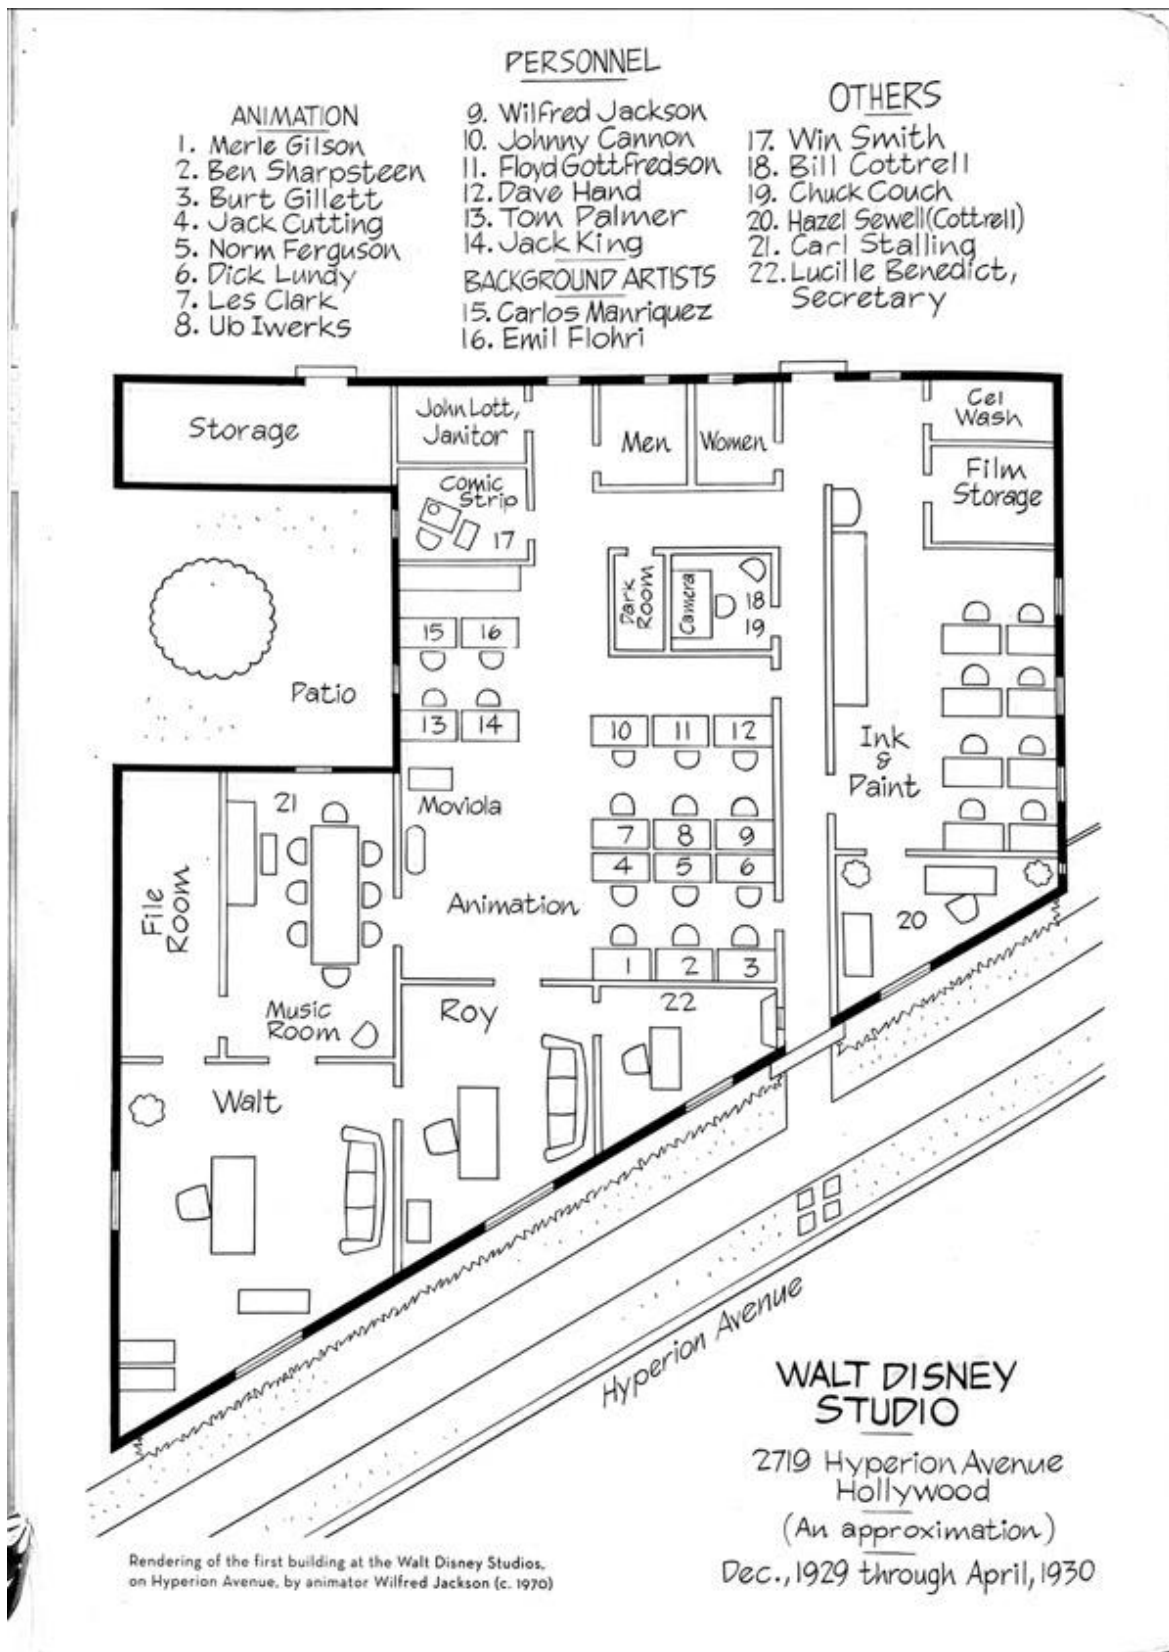 PERSONNEL
ANIMATION
1. Merle Gilson
2. Ben Sharpsteen
3. Burt Gillett
4. Jack Cutting
5. Norm Ferguson
6. Dick Lundy
7. Les Clark
8. Ub Iwerks
9. Wilfred Jackson
10. Johnny Cannon
11. Floyd Gottfredson
12. Dave Hand
13. Tom Palmer
14. Jack King
BACKGROUND ARTISTS
15. Carlos Manriquez
16. Emil Flohri
OTHERS
17. Win Smith
18. Bill Cottrell
19. Chuck Couch
20. Hazel Sewell (Cottrell)
21. Carl Stalling
22. Lucille Benedict,
Secretary
Storage
John Lott,
Janitor
Men
Women
Cel
Wash
Comic
Strip
17
Film
Storage
Dark
Room
Camera
18
19
15 16
Patio
13 14
10 11 12
Ink
&
Paint
Moviola
21
7 8 9
4 5 6
File
Room
Animation
20
1 2 3
Music
Room
Roy
22
Walt
Hyperion Avenue
WALT DISNEY
STUDIO
2719 Hyperion Avenue
Hollywood
(An approximation)
Dec., 1929 through April, 1930
Rendering of the first building at the Walt Disney Studios,
on Hyperion Avenue, by animator Wilfred Jackson (c. 1970)